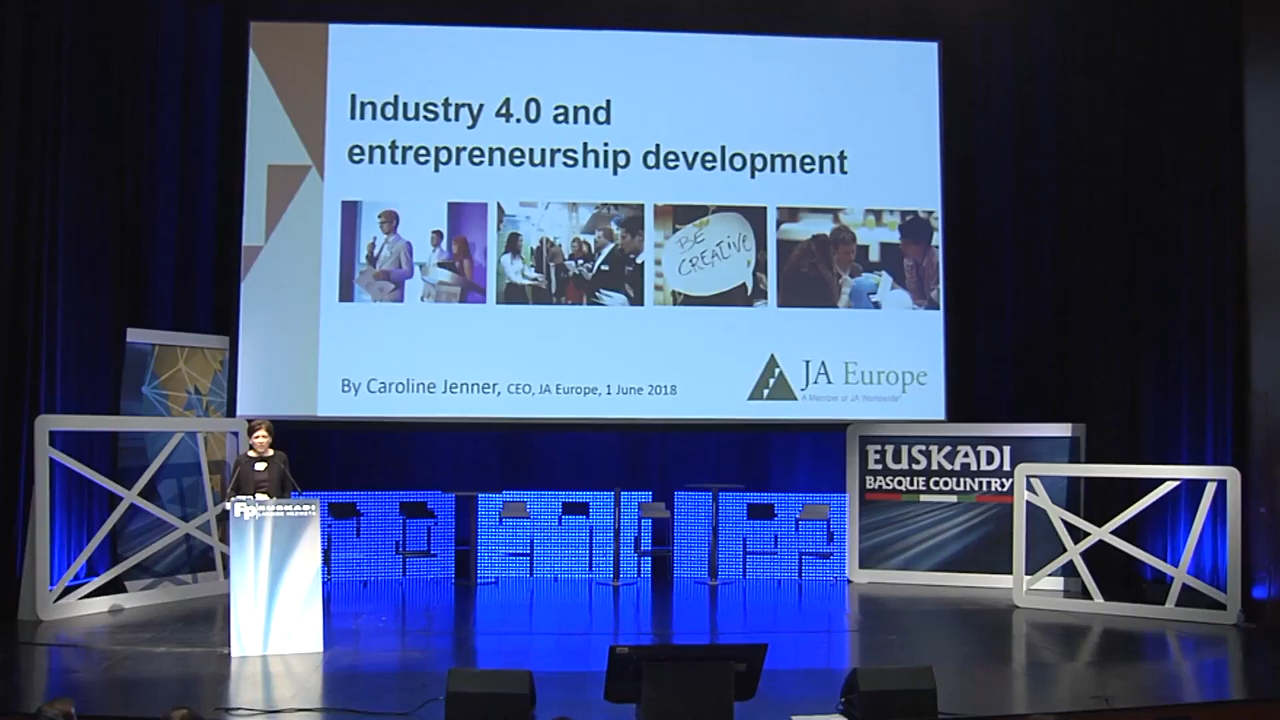 Industry 4.0 and
entrepreneurship development
BE
CREATIVE
By Caroline Jenner, CEO, JA Europe, 1 June 2018
JA Europe
A Member of JA Worldwide
EUSKADI
BASQUE COUNTRY
FP EUSKADI